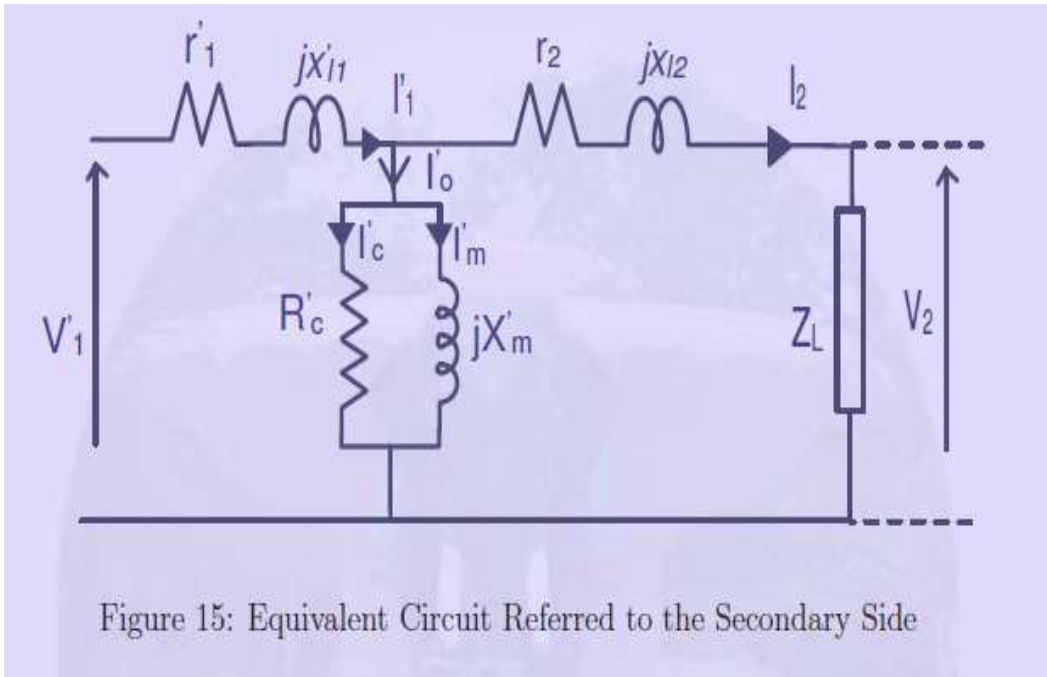 r'1
jx'l1
I'1
r2
jxl2
I2
I'o
I'c
I'm
R'c
jX'm
V'1
ZL
V2
Figure 15: Equivalent Circuit Referred to the Secondary Side